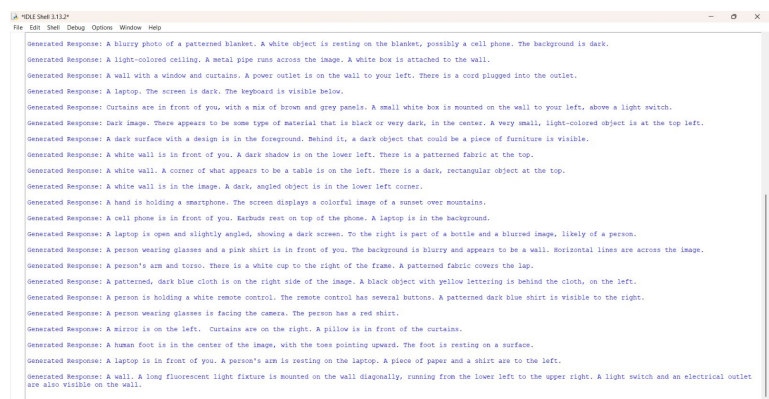 *IDLE Shell 3.13.2*
File Edit Shell Debug Options Window Help
Generated Response: A blurry photo of a patterned blanket. A white object is resting on the blanket, possibly a cell phone. The background is dark.
Generated Response: A light-colored ceiling. A metal pipe runs across the image. A white box is attached to the wall.
Generated Response: A wall with a window and curtains. A power outlet is on the wall to your left. There is a cord plugged into the outlet.
Generated Response: A laptop. The screen is dark. The keyboard is visible below.
Generated Response: Curtains are in front of you, with a mix of brown and grey panels. A small white box is mounted on the wall to your left, above a light switch.
Generated Response: Dark image. There appears to be some type of material that is black or very dark, in the center. A very small, light-colored object is at the top left.
Generated Response: A dark surface with a design is in the foreground. Behind it, a dark object that could be a piece of furniture is visible.
Generated Response: A white wall is in front of you. A dark shadow is on the lower left. There is a patterned fabric at the top.
Generated Response: A white wall. A corner of what appears to be a table is on the left. There is a dark, rectangular object at the top.
Generated Response: A white wall is in the image. A dark, angled object is in the lower left corner.
Generated Response: A hand is holding a smartphone. The screen displays a colorful image of a sunset over mountains.
Generated Response: A cell phone is in front of you. Earbuds rest on top of the phone. A laptop is in the background.
Generated Response: A laptop is open and slightly angled, showing a dark screen. To the right is part of a bottle and a blurred image, likely of a person.
Generated Response: A person wearing glasses and a pink shirt is in front of you. The background is blurry and appears to be a wall. Horizontal lines are across the image.
Generated Response: A person's arm and torso. There is a white cup to the right of the frame. A patterned fabric covers the lap.
Generated Response: A patterned, dark blue cloth is on the right side of the image. A black object with yellow lettering is behind the cloth, on the left.
Generated Response: A person is holding a white remote control. The remote control has several buttons. A patterned dark blue shirt is visible to the right.
Generated Response: A person wearing glasses is facing the camera. The person has a red shirt.
Generated Response: A mirror is on the left.  Curtains are on the right. A pillow is in front of the curtains.
Generated Response: A human foot is in the center of the image, with the toes pointing upward. The foot is resting on a surface.
Generated Response: A laptop is in front of you. A person's arm is resting on the laptop. A piece of paper and a shirt are to the left.
Generated Response: A wall. A long fluorescent light fixture is mounted on the wall diagonally, running from the lower left to the upper right. A light switch and an electrical outlet
are also visible on the wall.